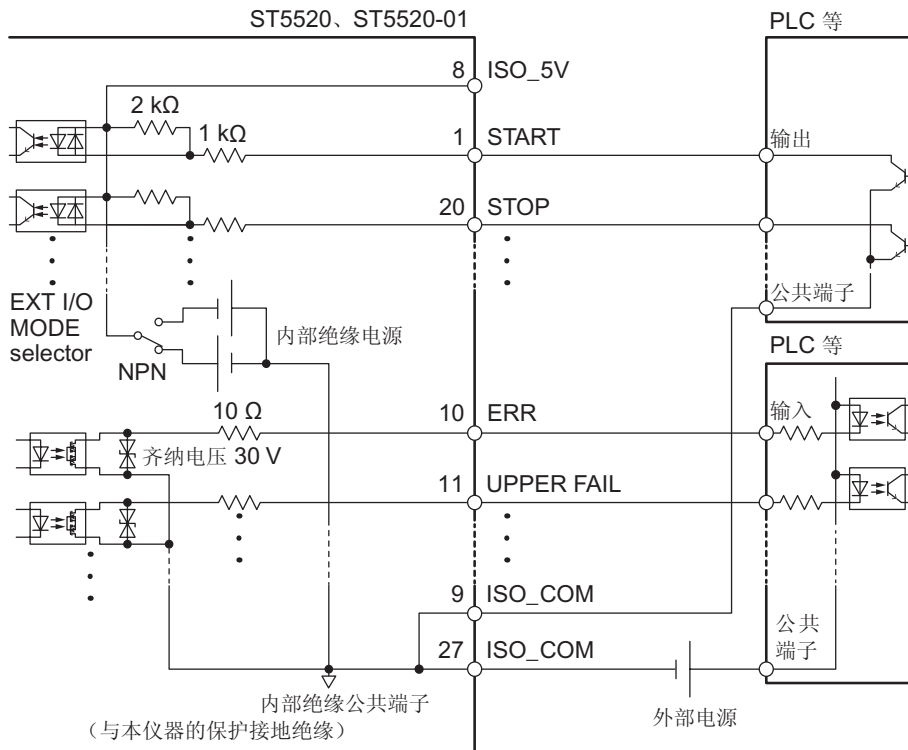 ST5520、ST5520-01
PLC 等
8 ISO_5V
2 kΩ
1 kΩ
1 START
输出
20 STOP
公共端子
EXT I/O
MODE
selector
内部绝缘电源
NPN
PLC 等
10 Ω
10 ERR
输入
齐纳电压 30 V
11 UPPER FAIL
9 ISO_COM
27 ISO_COM
公共
端子
内部绝缘公共端子
（与本仪器的保护接地绝缘）
外部电源